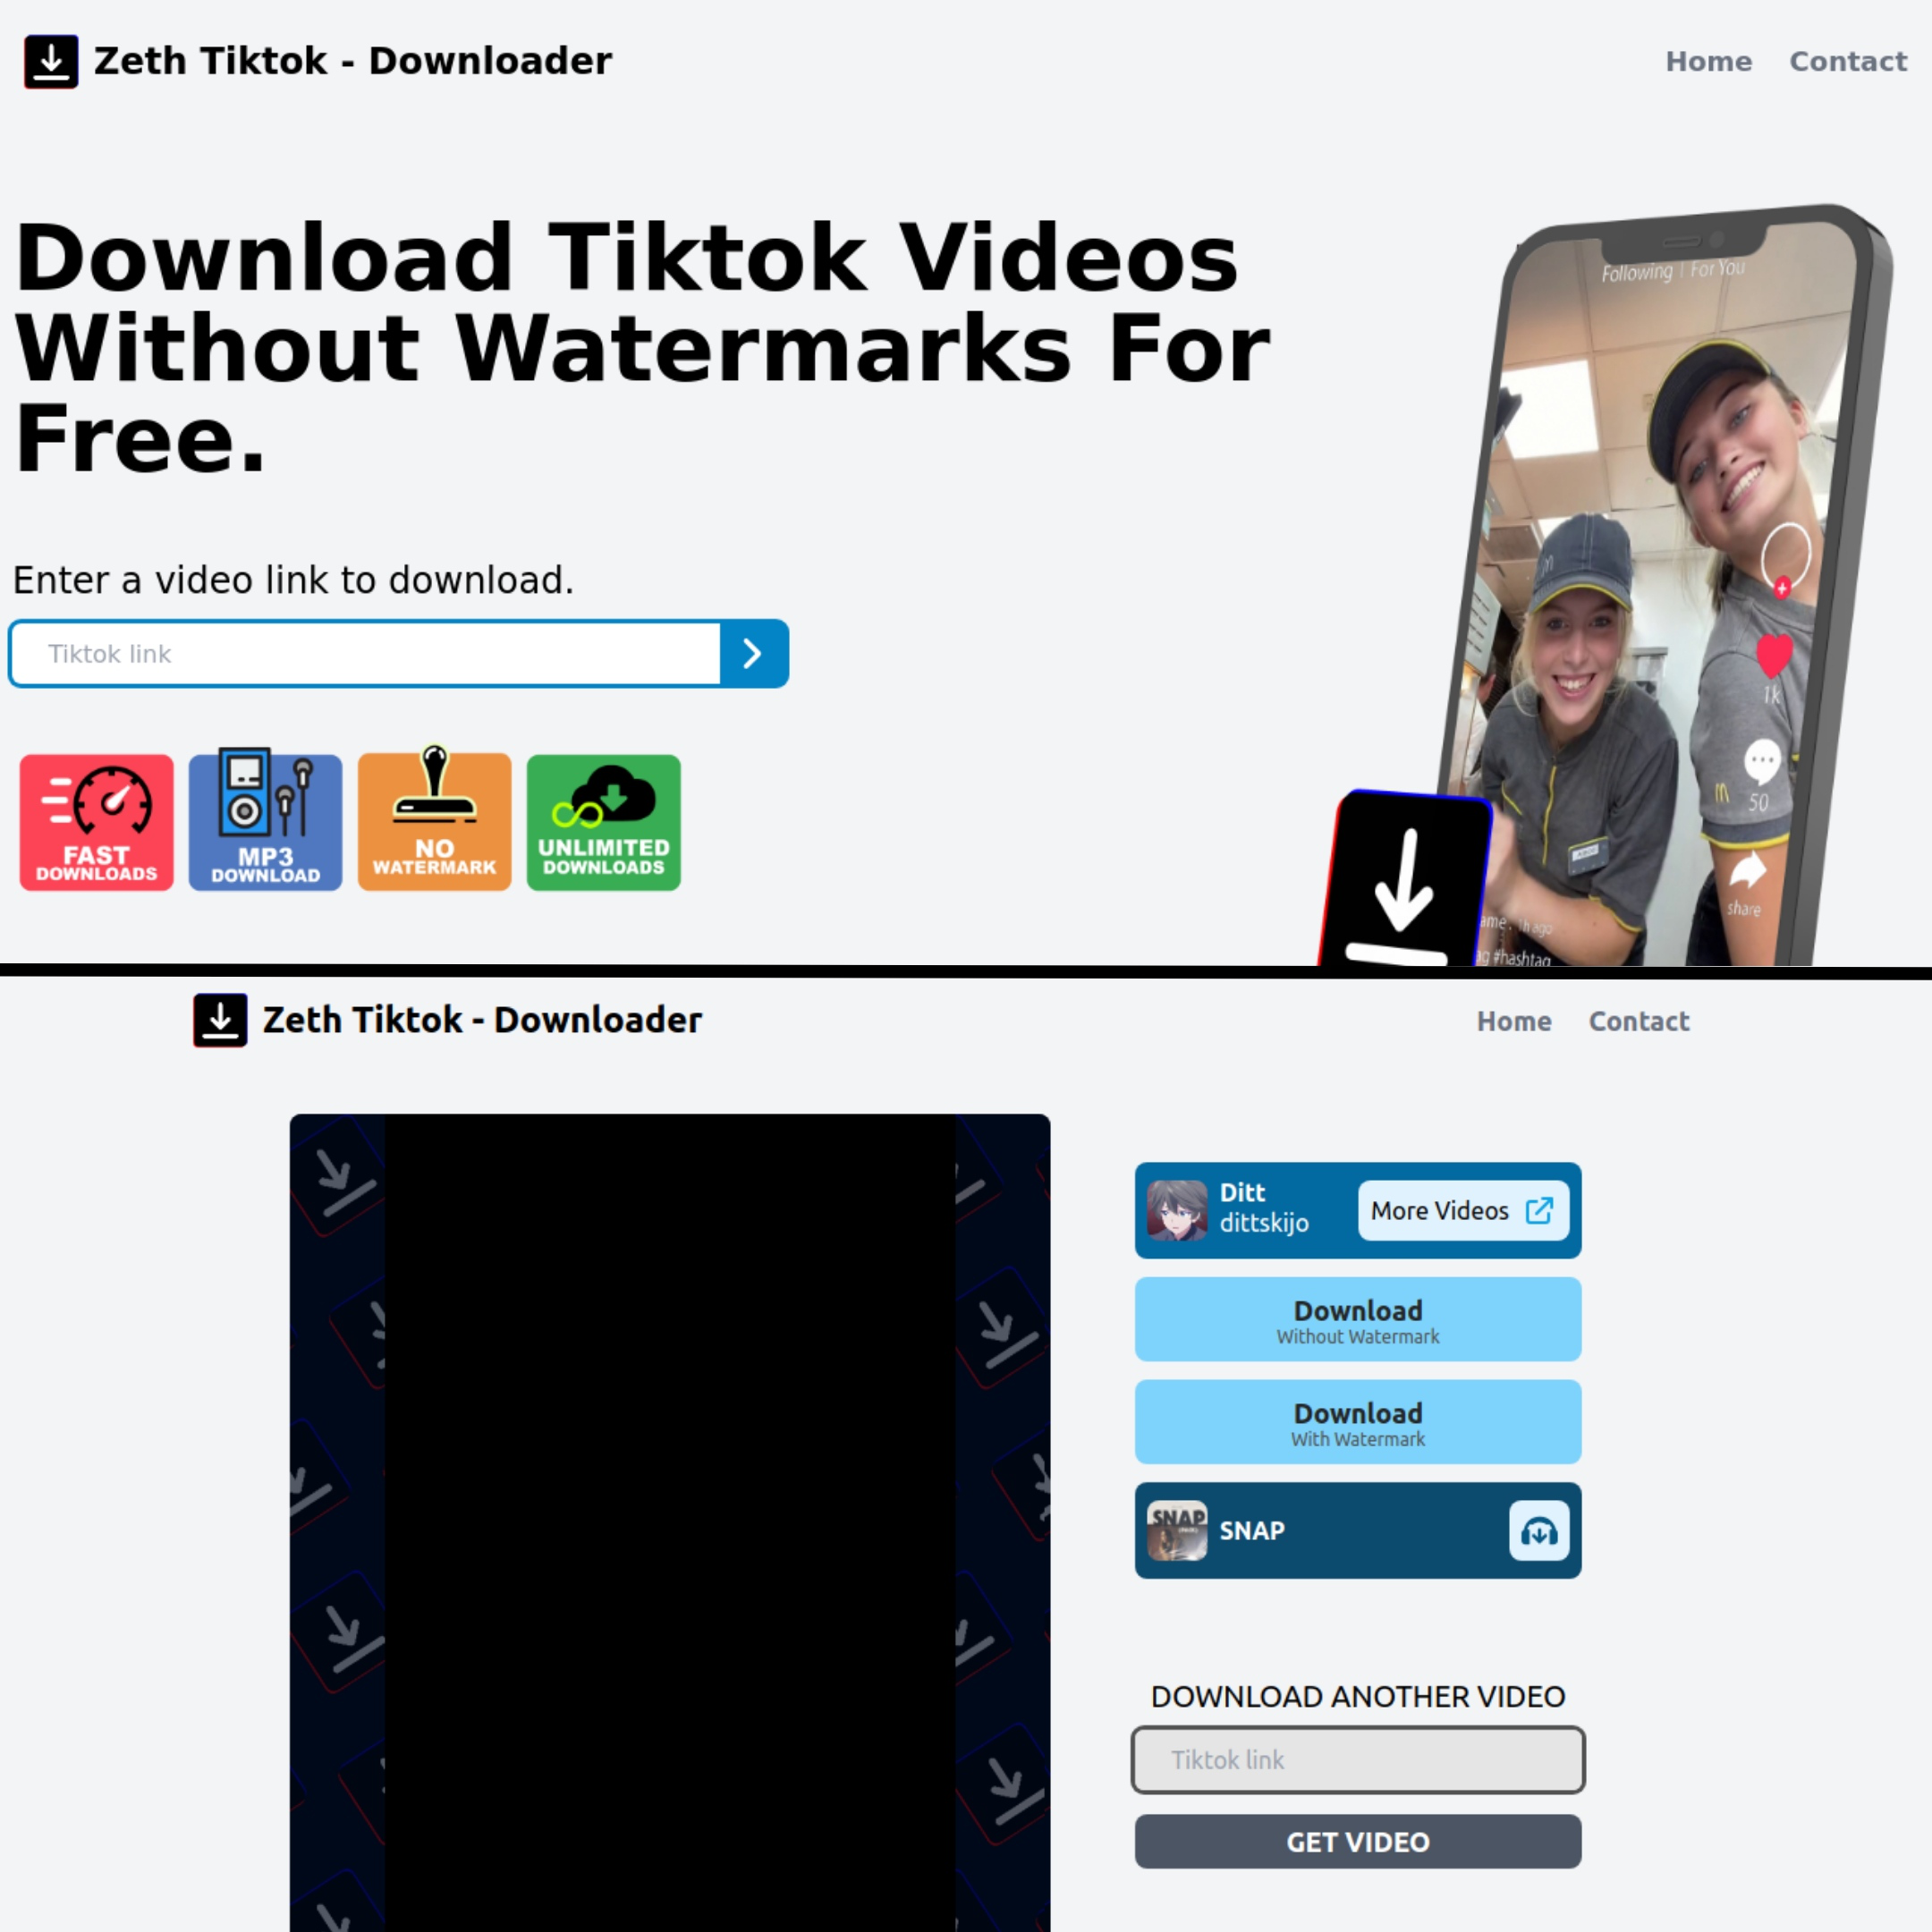 Zeth Tiktok - Downloader
Home
Contact
Download Tiktok Videos
Without Watermarks For
Free.
Following | For You
Enter a video link to download.
Tiktok link
1k
50
share
FAST
DOWNLOADS
MP3
DOWNLOAD
NO
WATERMARK
UNLIMITED
DOWNLOADS
ame . 1h ago
ag #hashtag
Zeth Tiktok - Downloader
Home
Contact
Ditt
dittskijo
More Videos
Download
Without Watermark
Download
With Watermark
SNAP
SNAP
DOWNLOAD ANOTHER VIDEO
Tiktok link
GET VIDEO